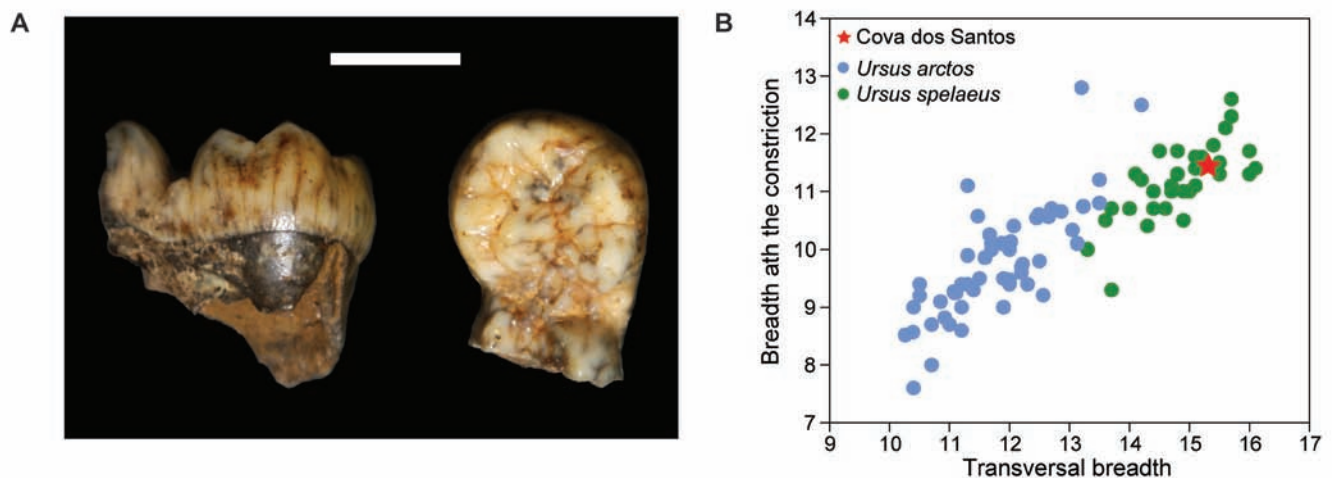 A
B
14
13
12
11
10
9
8
7
Breadth ath the constriction
Cova dos Santos
Ursus arctos
Ursus spelaeus
9 10 11 12 13 14 15 16 17
Transversal breadth